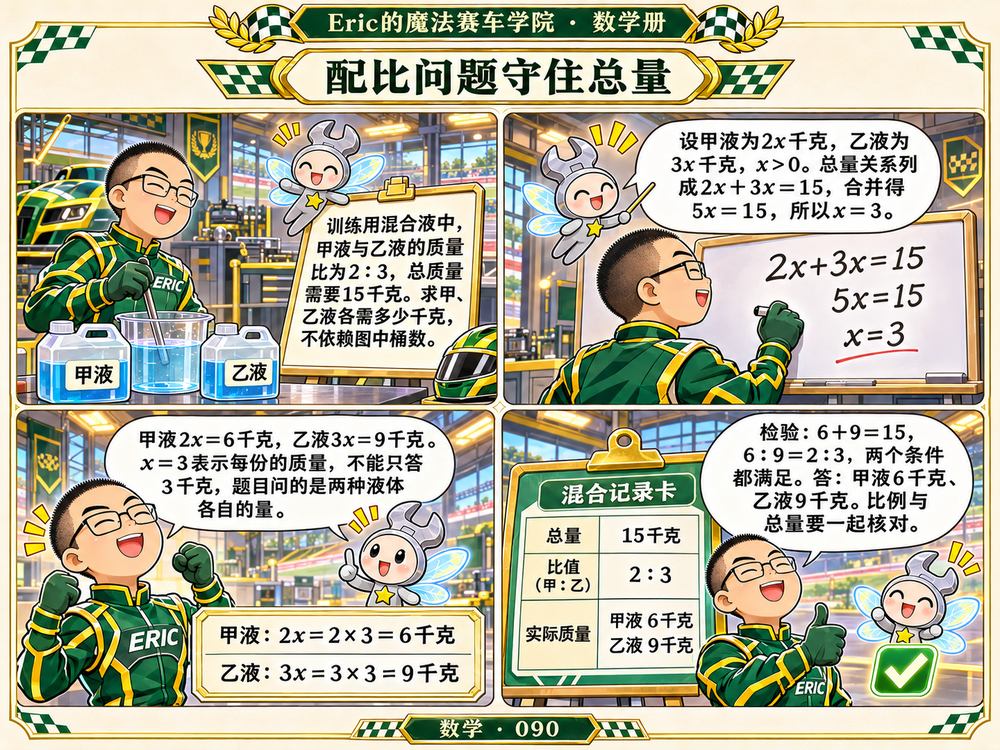 Eric的魔法赛车学院 · 数学册
配比问题守住总量
训练用混合液中，
甲液与乙液的质量
比为2：3，总质量
需要15千克。求甲、
乙液各需多少千克，
不依赖图中桶数。
ERIC
甲液
乙液
设甲液为2x千克，乙液为
3x千克，x＞0。总量关系列
成2x＋3x＝15，合并得
5x＝15，所以x＝3。
2x+3x=15
5x=15
x=3
甲液2x＝6千克，乙液3x＝9千克。
x＝3表示每份的质量，不能只答
3千克，题目问的是两种液体
各自的量。
ERIC
甲液：2x＝2×3＝6千克
乙液：3x＝3×3＝9千克
检验：6＋9＝15，
6：9＝2：3，两个条件
都满足。答：甲液6千克、
乙液9千克。比例与
总量要一起核对。
混合记录卡
总量 15千克
比值
（甲：乙） 2：3
实际质量 甲液 6千克
乙液 9千克
ERIC
数学 · 090